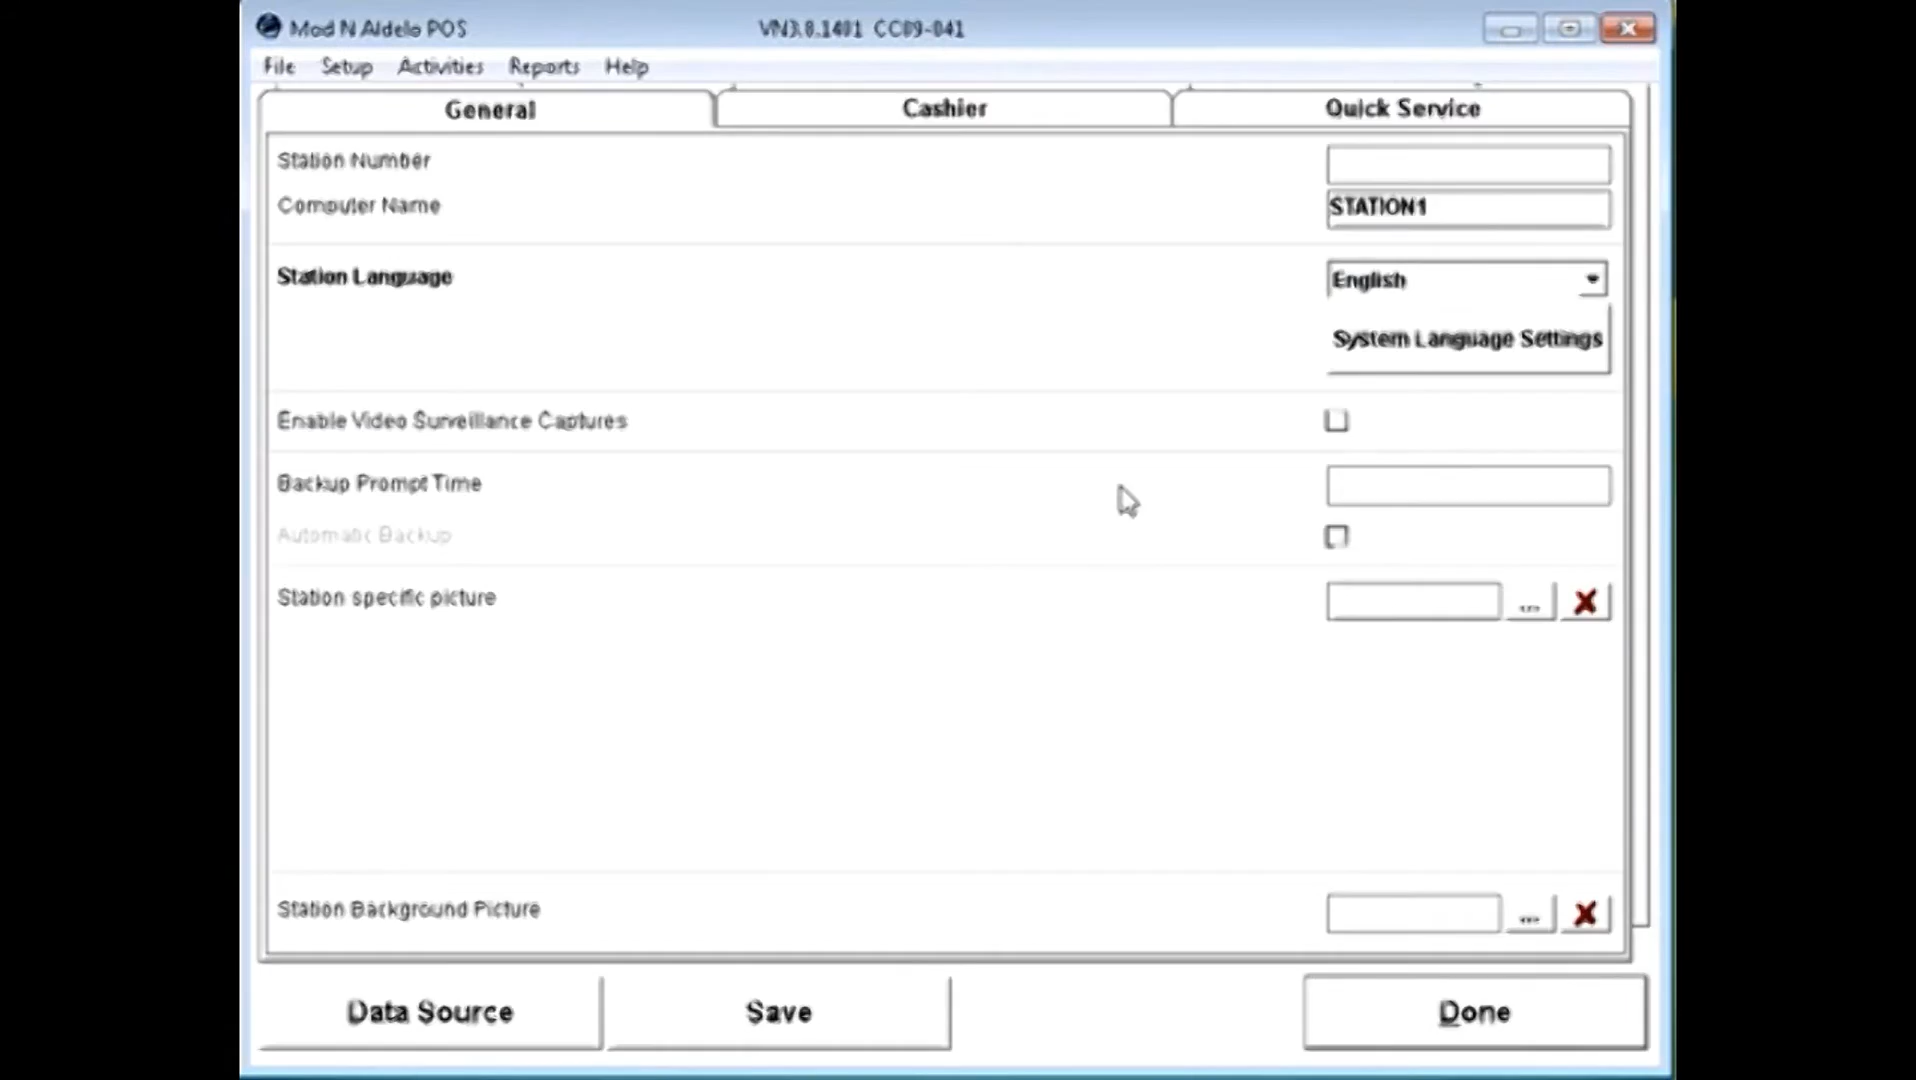 Mod N Aldelo POS VN3.8.1401 CC09-041
File Setup Activities Reports Help
General Cashier Quick Service
Station Number
Computer Name STATION1
Station Language English
System Language Settings
Enable Video Surveillance Captures
Backup Prompt Time
Automatic Backup
Station specific picture ...
Station Background Picture ...
Data Source Save Done